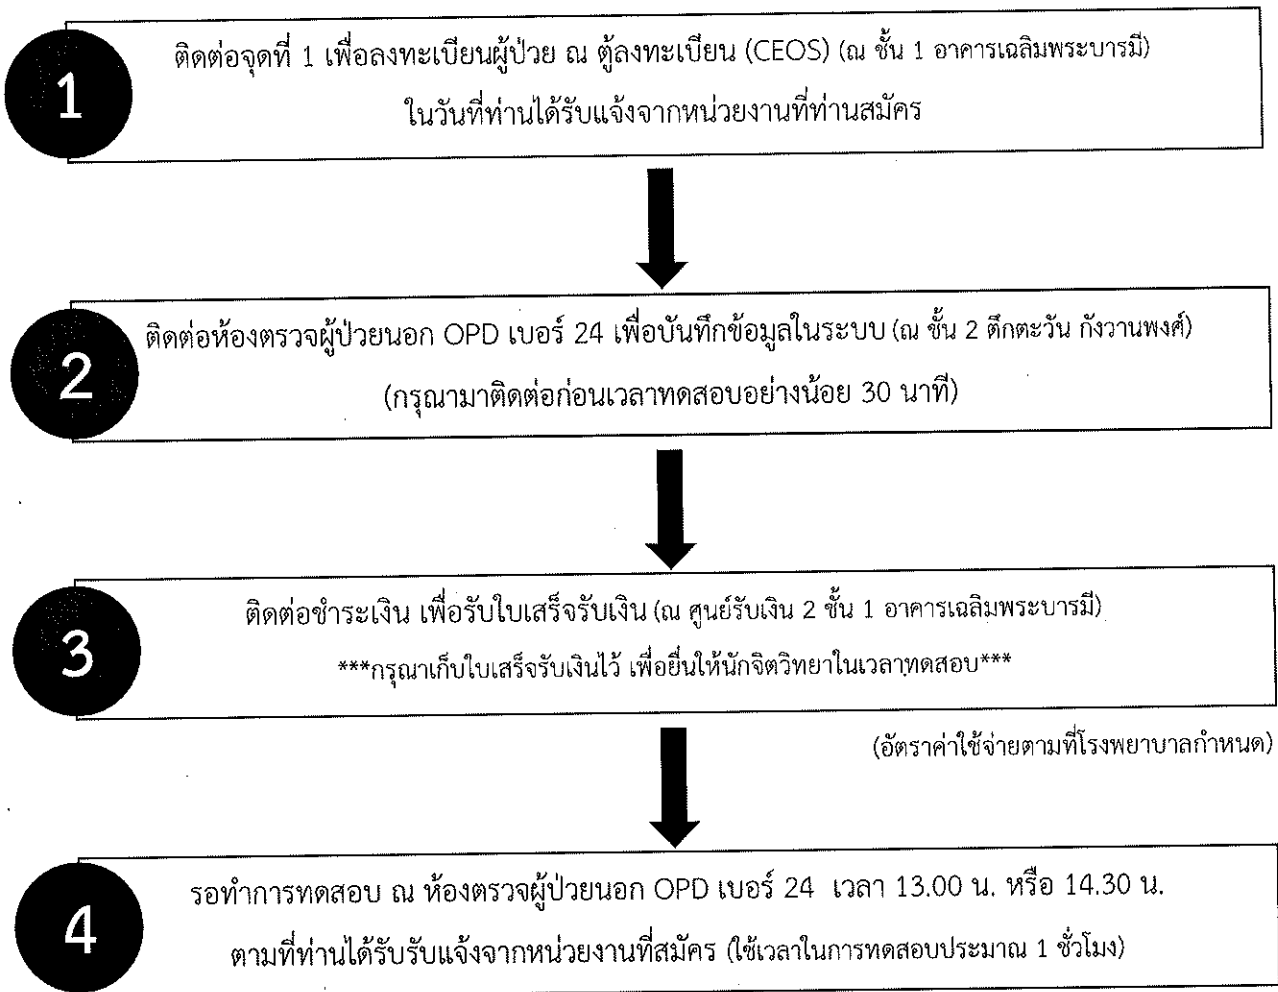 1
ติดต่อจุดที่ 1 เพื่อลงทะเบียนผู้ป่วย ณ ตู้ลงทะเบียน (CEOS) (ณ ชั้น 1 อาคารเฉลิมพระบารมี)
ในวันที่ท่านได้รับแจ้งจากหน่วยงานที่ท่านสมัคร
2
ติดต่อห้องตรวจผู้ป่วยนอก OPD เบอร์ 24 เพื่อบันทึกข้อมูลในระบบ (ณ ชั้น 2 ตึกตะวัน กังวานพงศ์)
(กรุณามาติดต่อก่อนเวลาทดสอบอย่างน้อย 30 นาที)
3
ติดต่อชำระเงิน เพื่อรับใบเสร็จรับเงิน (ณ ศูนย์รับเงิน 2 ชั้น 1 อาคารเฉลิมพระบารมี)
***กรุณาเก็บใบเสร็จรับเงินไว้ เพื่อยื่นให้นักจิตวิทยาในเวลาทดสอบ***
(อัตราค่าใช้จ่ายตามที่โรงพยาบาลกำหนด)
4
รอทำการทดสอบ ณ ห้องตรวจผู้ป่วยนอก OPD เบอร์ 24 เวลา 13.00 น. หรือ 14.30 น.
ตามที่ท่านได้รับรับแจ้งจากหน่วยงานที่สมัคร (ใช้เวลาในการทดสอบประมาณ 1 ชั่วโมง)